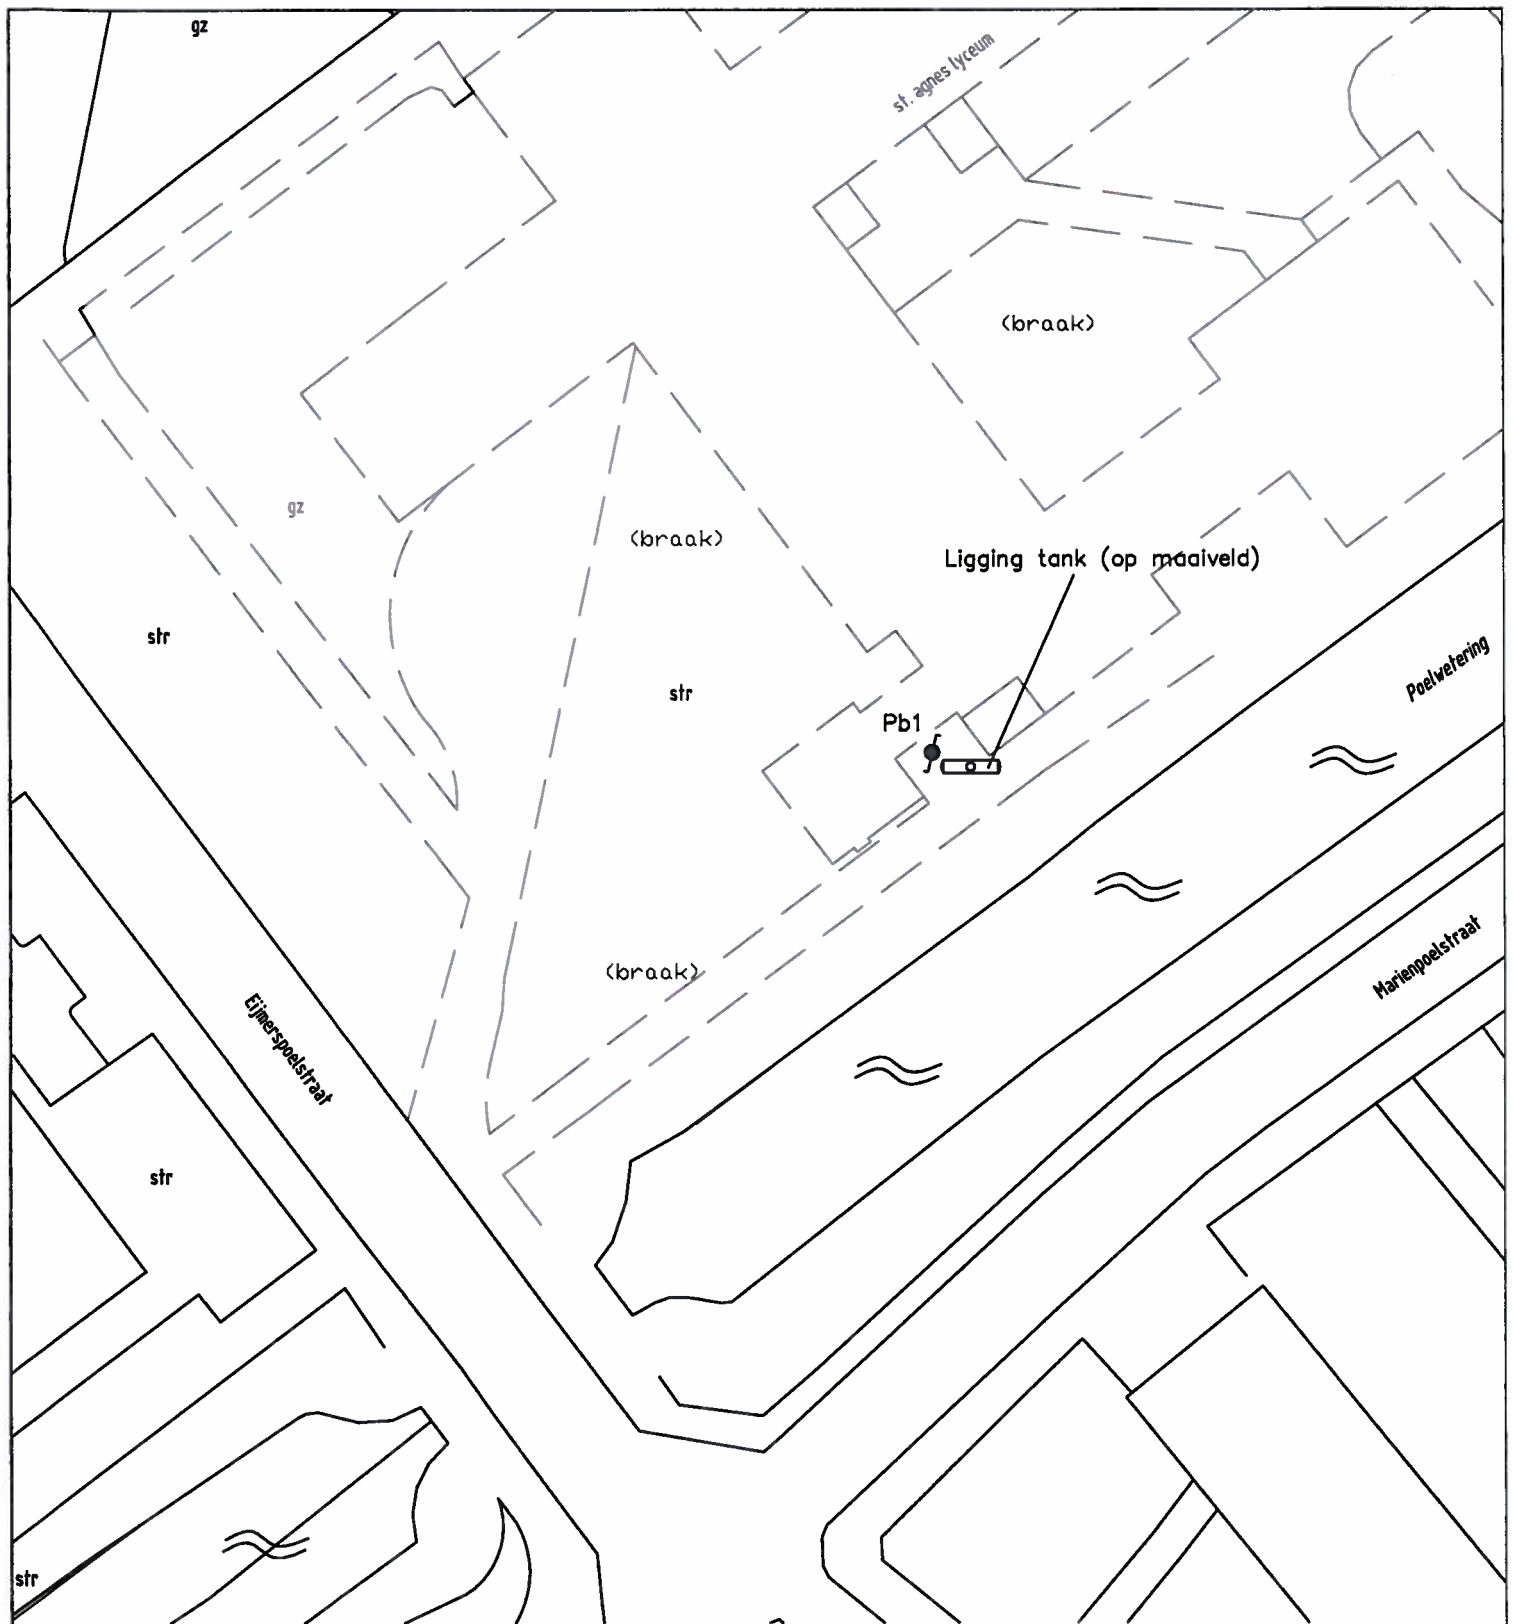 gz
st. agnes lyceum
(braak)
gz
(braak)
Ligging tank (op maaiveld)
str
Poelwetering
str
Pb1
Marienpoelstraat
(braak)
Eijmerspoelstraat
str
str